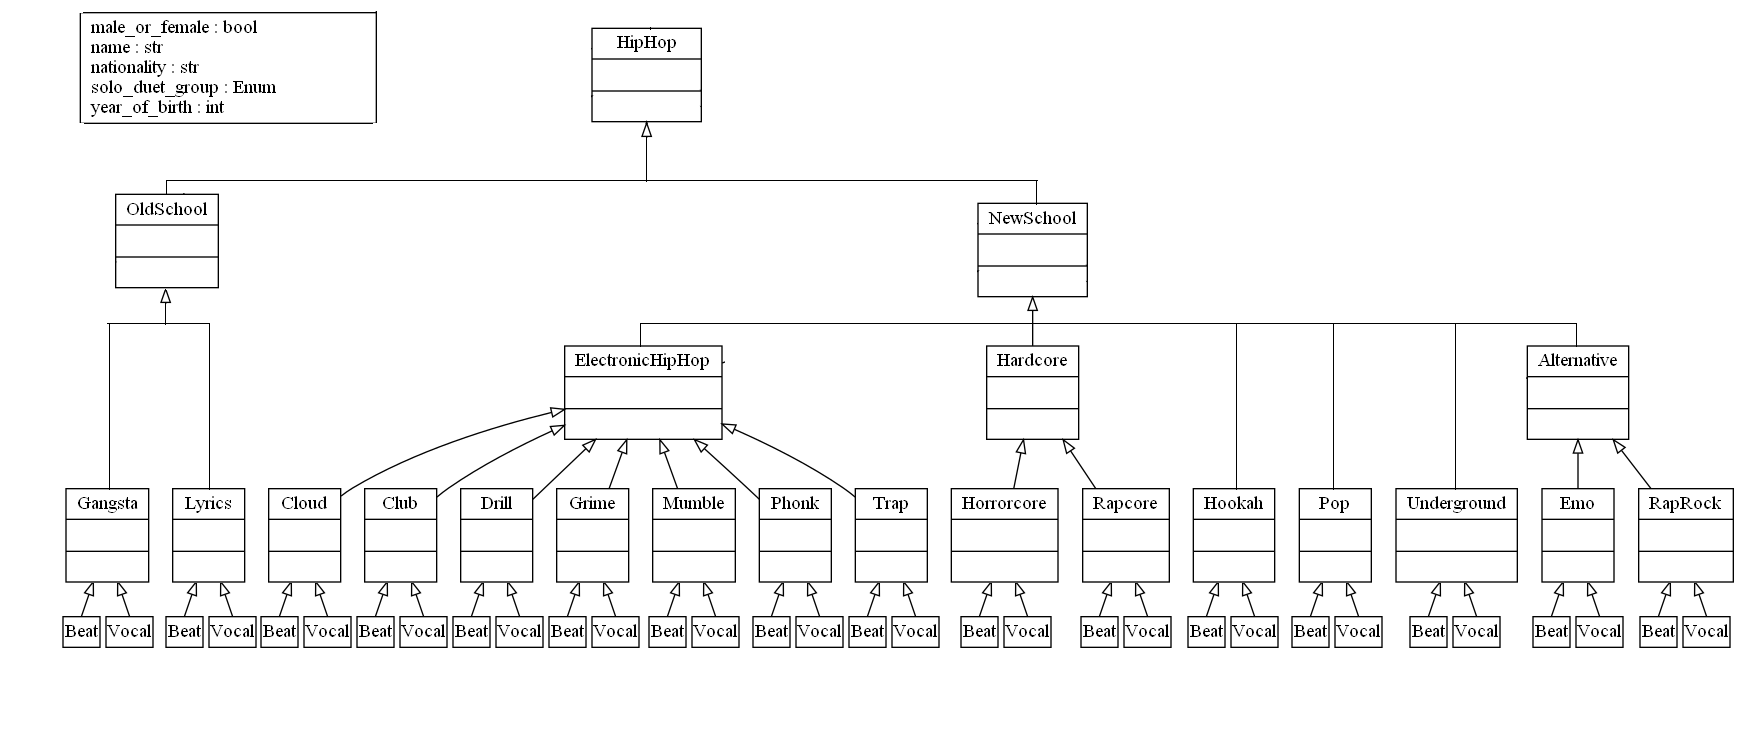 male_or_female : bool
name : str
nationality : str
solo_duet_group : Enum
year_of_birth : int
HipHop
OldSchool
NewSchool
ElectronicHipHop
Hardcore
Alternative
Gangsta
Lyrics
Cloud
Club
Drill
Grime
Mumble
Phonk
Trap
Horrorcore
Rapcore
Hookah
Pop
Underground
Emo
RapRock
Beat
Vocal
Beat
Vocal
Beat
Vocal
Beat
Vocal
Beat
Vocal
Beat
Vocal
Beat
Vocal
Beat
Vocal
Beat
Vocal
Beat
Vocal
Beat
Vocal
Beat
Vocal
Beat
Vocal
Beat
Vocal
Beat
Vocal
Beat
Vocal